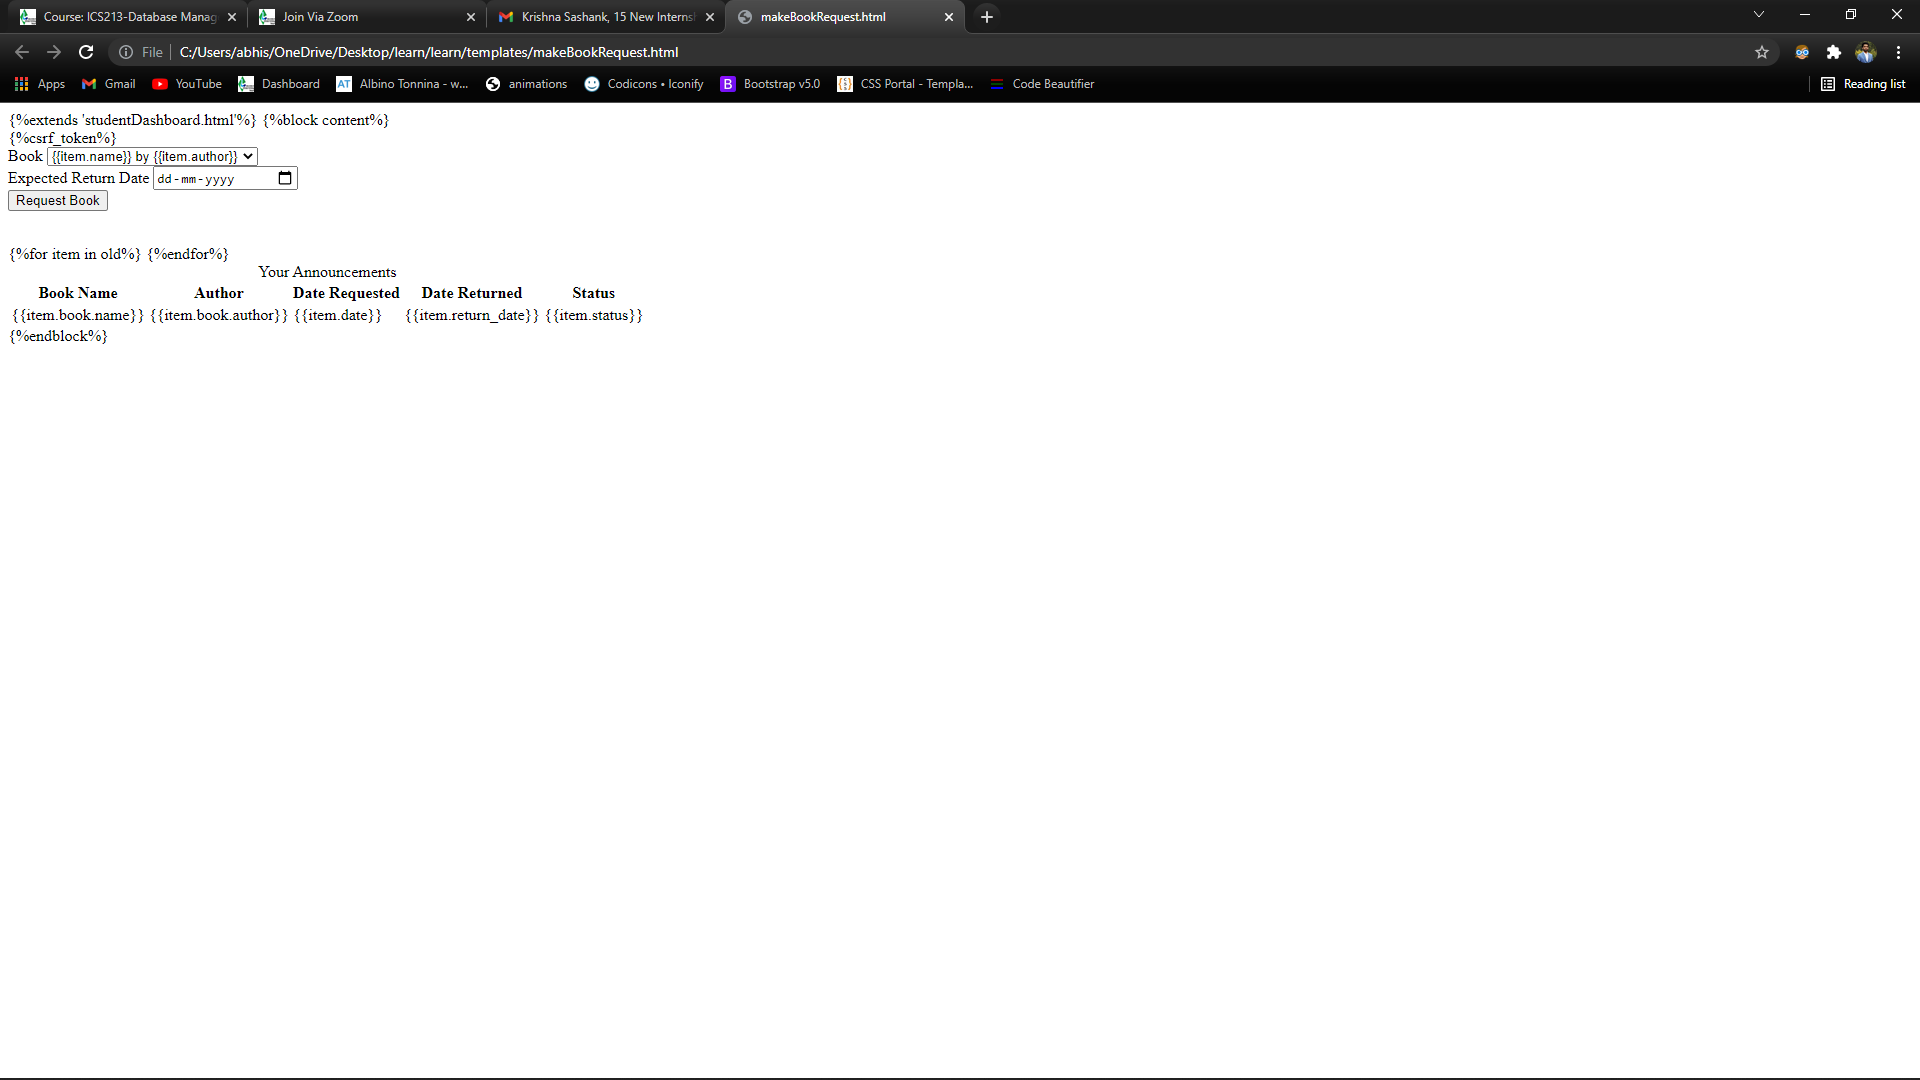 Course: ICS213-Database Manag
Join Via Zoom
Krishna Sashank, 15 New Interns
makeBookRequest.html
File
C:/Users/abhis/OneDrive/Desktop/learn/learn/templates/makeBookRequest.html
Apps
Gmail
YouTube
Dashboard
AT
Albino Tonnina - w...
animations
Codicons • Iconify
B
Bootstrap v5.0
CSS Portal - Templa...
Code Beautifier
Reading list
{%extends 'studentDashboard.html'%} {%block content%}
{%csrf_token%}
Book {{item.name}} by {{item.author}}
Expected Return Date dd-mm-yyyy
Request Book
{%for item in old%} {%endfor%}
Your Announcements
Book Name Author Date Requested Date Returned Status
{{item.book.name}} {{item.book.author}} {{item.date}} {{item.return_date}} {{item.status}}
{%endblock%}